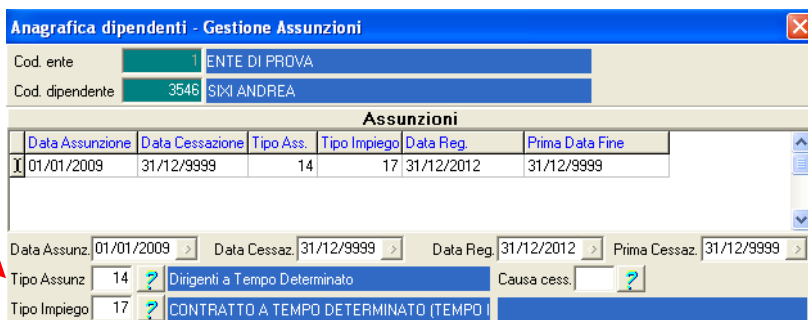 Anagrafica dipendenti - Gestione Assunzioni
Cod. ente 1 ENTE DI PROVA
Cod. dipendente 3546 SIXI ANDREA
Assunzioni
Data Assunzione Data Cessazione Tipo Ass. Tipo Impiego Data Reg. Prima Data Fine
01/01/2009 31/12/9999 14 17 31/12/2012 31/12/9999
Data Assunz. 01/01/2009 > Data Cessaz. 31/12/9999 > Data Reg. 31/12/2012 > Prima Cessaz. 31/12/9999 >
Tipo Assunz 14 ? Dirigenti a Tempo Determinato Causa cess. ?
Tipo Impiego 17 ? CONTRATTO A TEMPO DETERMINATO (TEMPO I